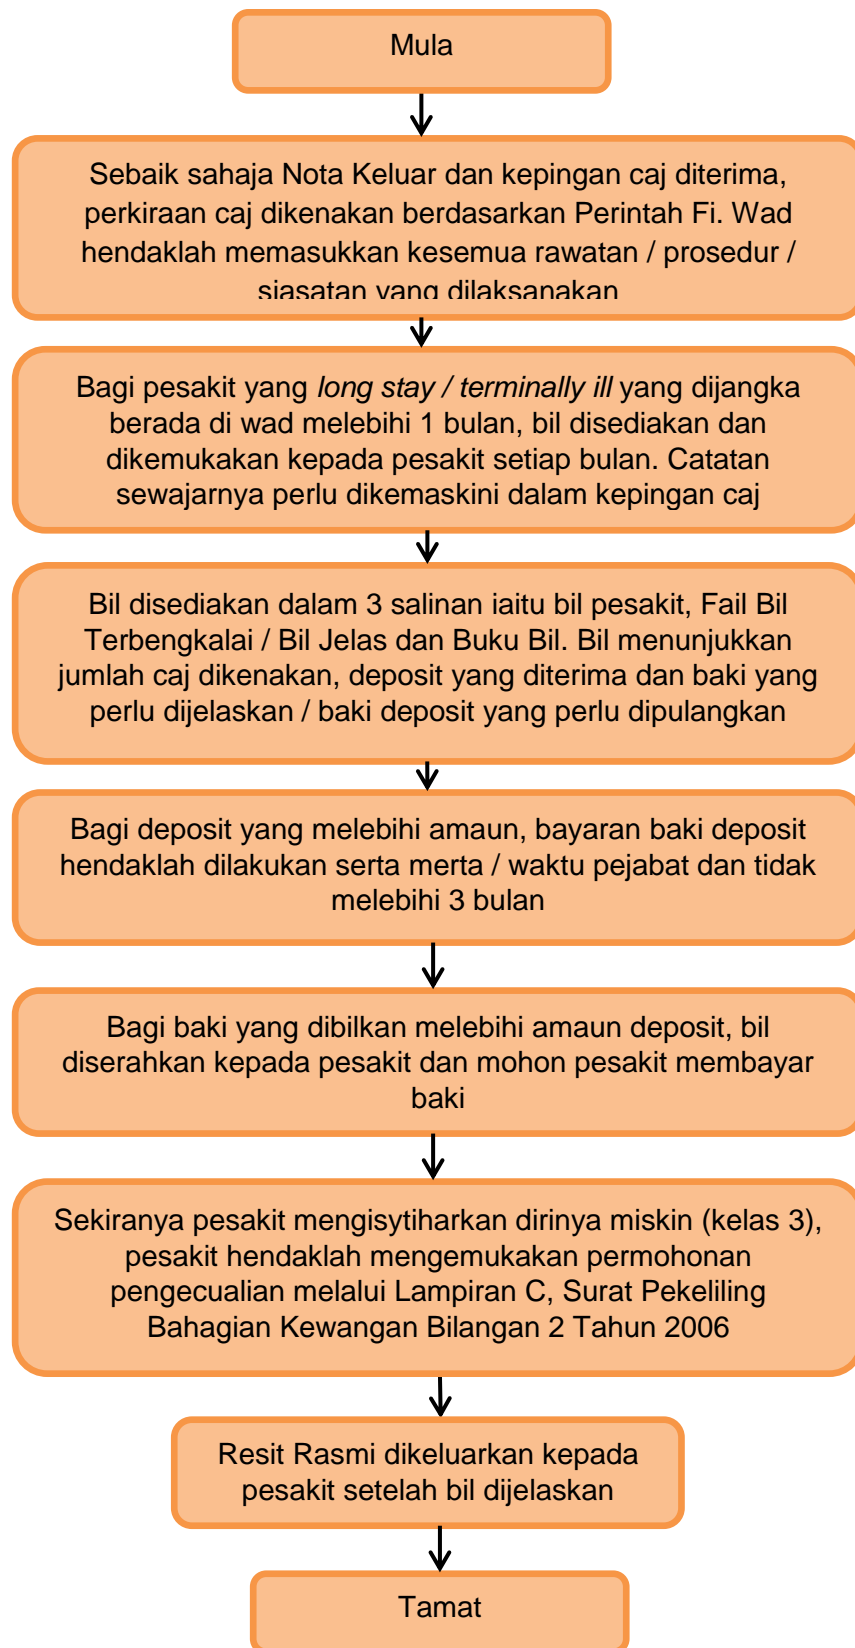 Mula
Sebaik sahaja Nota Keluar dan kepingan caj diterima,
perkiraan caj dikenakan berdasarkan Perintah Fi. Wad
hendaklah memasukkan kesemua rawatan / prosedur /
siasatan yang dilaksanakan
Bagi pesakit yang long stay / terminally ill yang dijangka
berada di wad melebihi 1 bulan, bil disediakan dan
dikemukakan kepada pesakit setiap bulan. Catatan
sewajarnya perlu dikemaskini dalam kepingan caj
Bil disediakan dalam 3 salinan iaitu bil pesakit, Fail Bil
Terbengkalai / Bil Jelas dan Buku Bil. Bil menunjukkan
jumlah caj dikenakan, deposit yang diterima dan baki yang
perlu dijelaskan / baki deposit yang perlu dipulangkan
Bagi deposit yang melebihi amaun, bayaran baki deposit
hendaklah dilakukan serta merta / waktu pejabat dan tidak
melebihi 3 bulan
Bagi baki yang dibilkan melebihi amaun deposit, bil
diserahkan kepada pesakit dan mohon pesakit membayar
baki
Sekiranya pesakit mengisytiharkan dirinya miskin (kelas 3),
pesakit hendaklah mengemukakan permohonan
pengecualian melalui Lampiran C, Surat Pekeliling
Bahagian Kewangan Bilangan 2 Tahun 2006
Resit Rasmi dikeluarkan kepada
pesakit setelah bil dijelaskan
Tamat